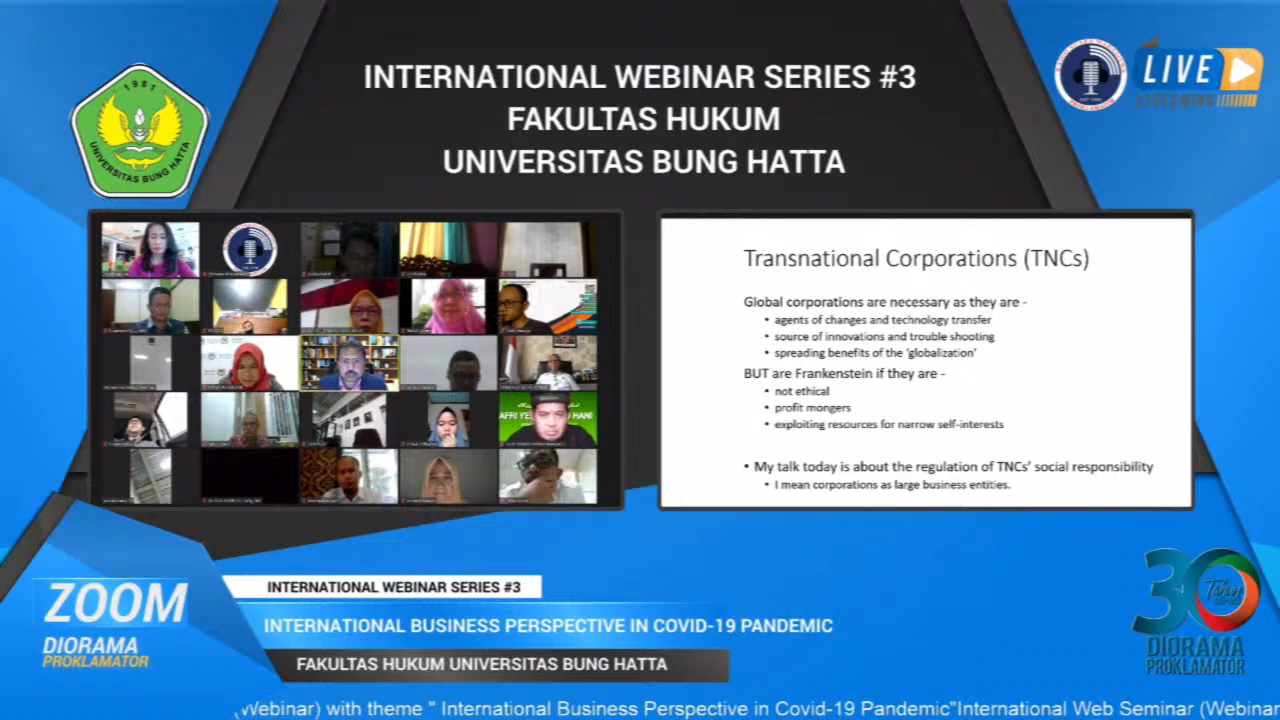 INTERNATIONAL WEBINAR SERIES #3
FAKULTAS HUKUM
UNIVERSITAS BUNG HATTA
1981
UNIVERSITAS BUNG HATTA
LIVE
STREAMING
Transnational Corporations (TNCs)
Global corporations are necessary as they are -
• agents of changes and technology transfer
• source of innovations and trouble shooting
• spreading benefits of the ‘globalization’
BUT are Frankenstein if they are -
• not ethical
• profit mongers
• exploiting resources for narrow self-interests
• My talk today is about the regulation of TNCs’ social responsibility
• I mean corporations as large business entities.
ZOOM
DIORAMA
PROKLAMATOR
INTERNATIONAL WEBINAR SERIES #3
INTERNATIONAL BUSINESS PERSPECTIVE IN COVID-19 PANDEMIC
FAKULTAS HUKUM UNIVERSITAS BUNG HATTA
30
Tahun
DIORAMA
PROKLAMATOR
(Webinar) with theme " International Business Perspective in Covid-19 Pandemic"International Web Seminar (Webinar